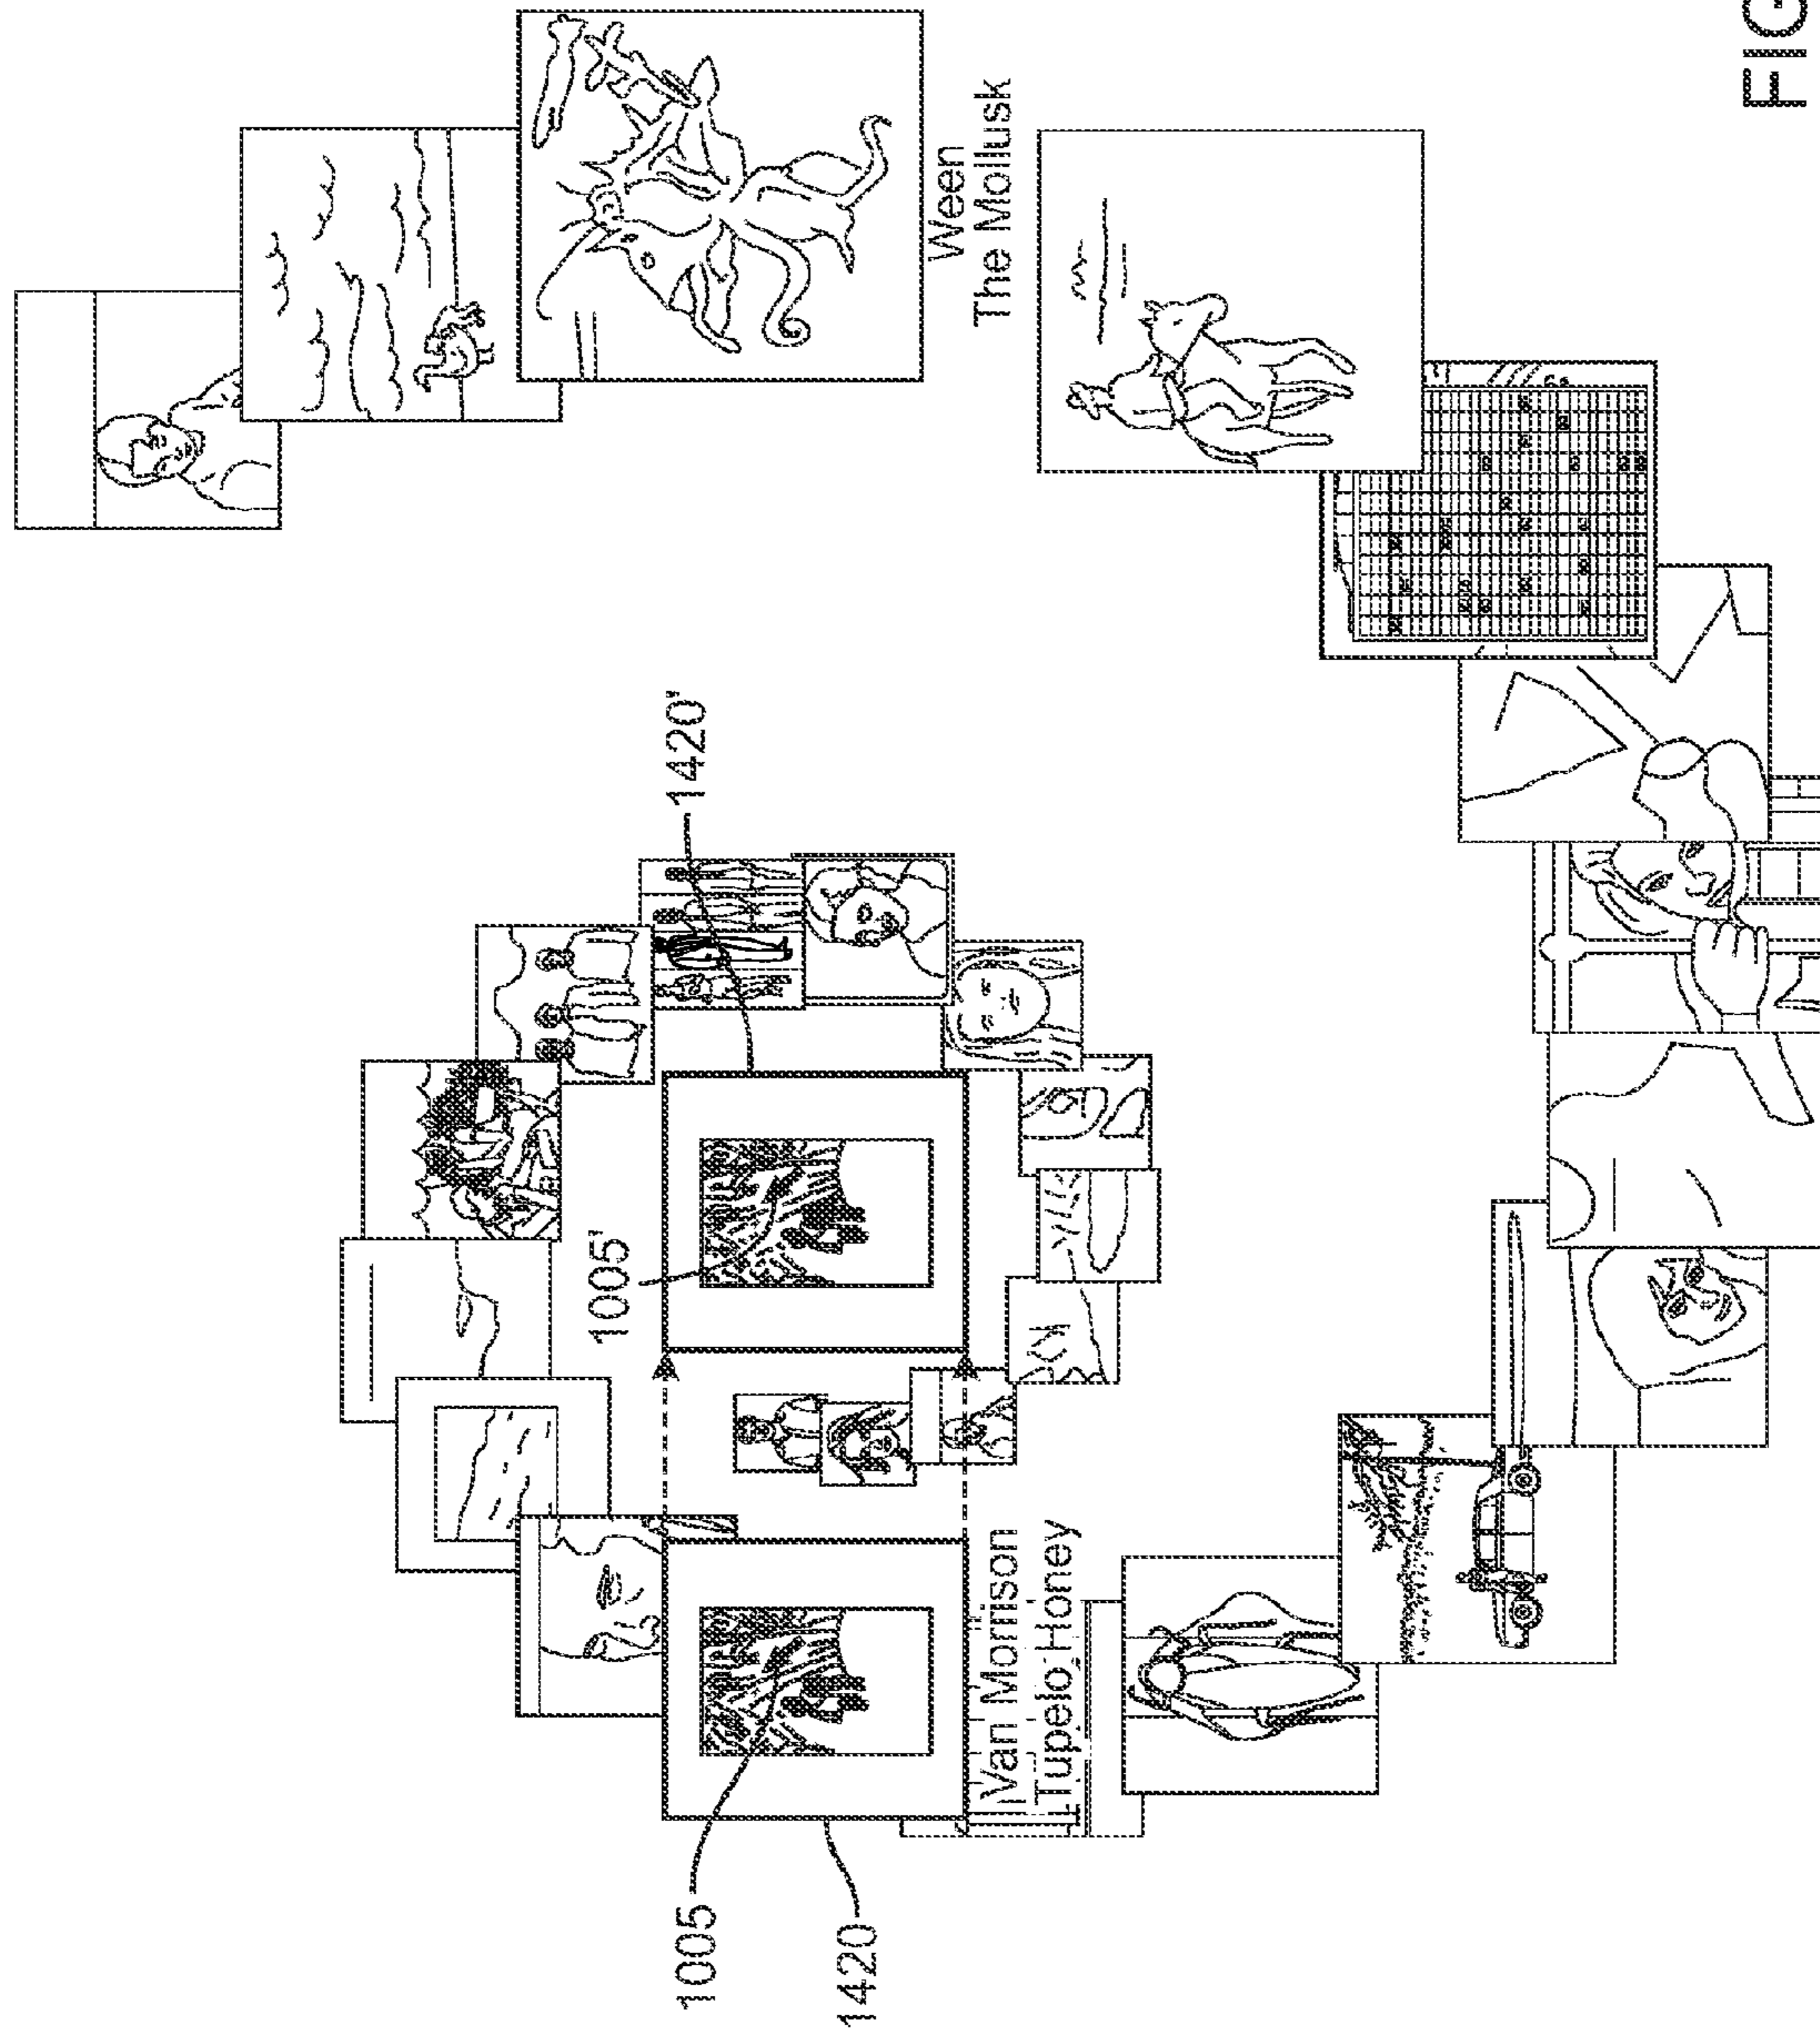 1005
1420
1005'
1420'
Van Morrison
Tupelo Honey
Ween
The Mollusk
FIG